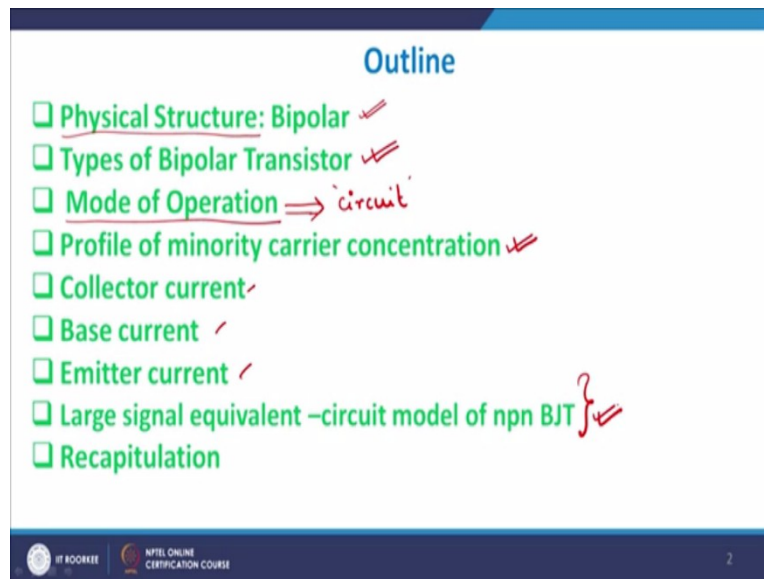 Outline
Physical Structure: Bipolar
Types of Bipolar Transistor
Mode of Operation ⇒ 'circuit'
Profile of minority carrier concentration
Collector current
Base current
Emitter current
Large signal equivalent –circuit model of npn BJT
Recapitulation
IIT ROORKEE
NPTEL ONLINE
CERTIFICATION COURSE
2